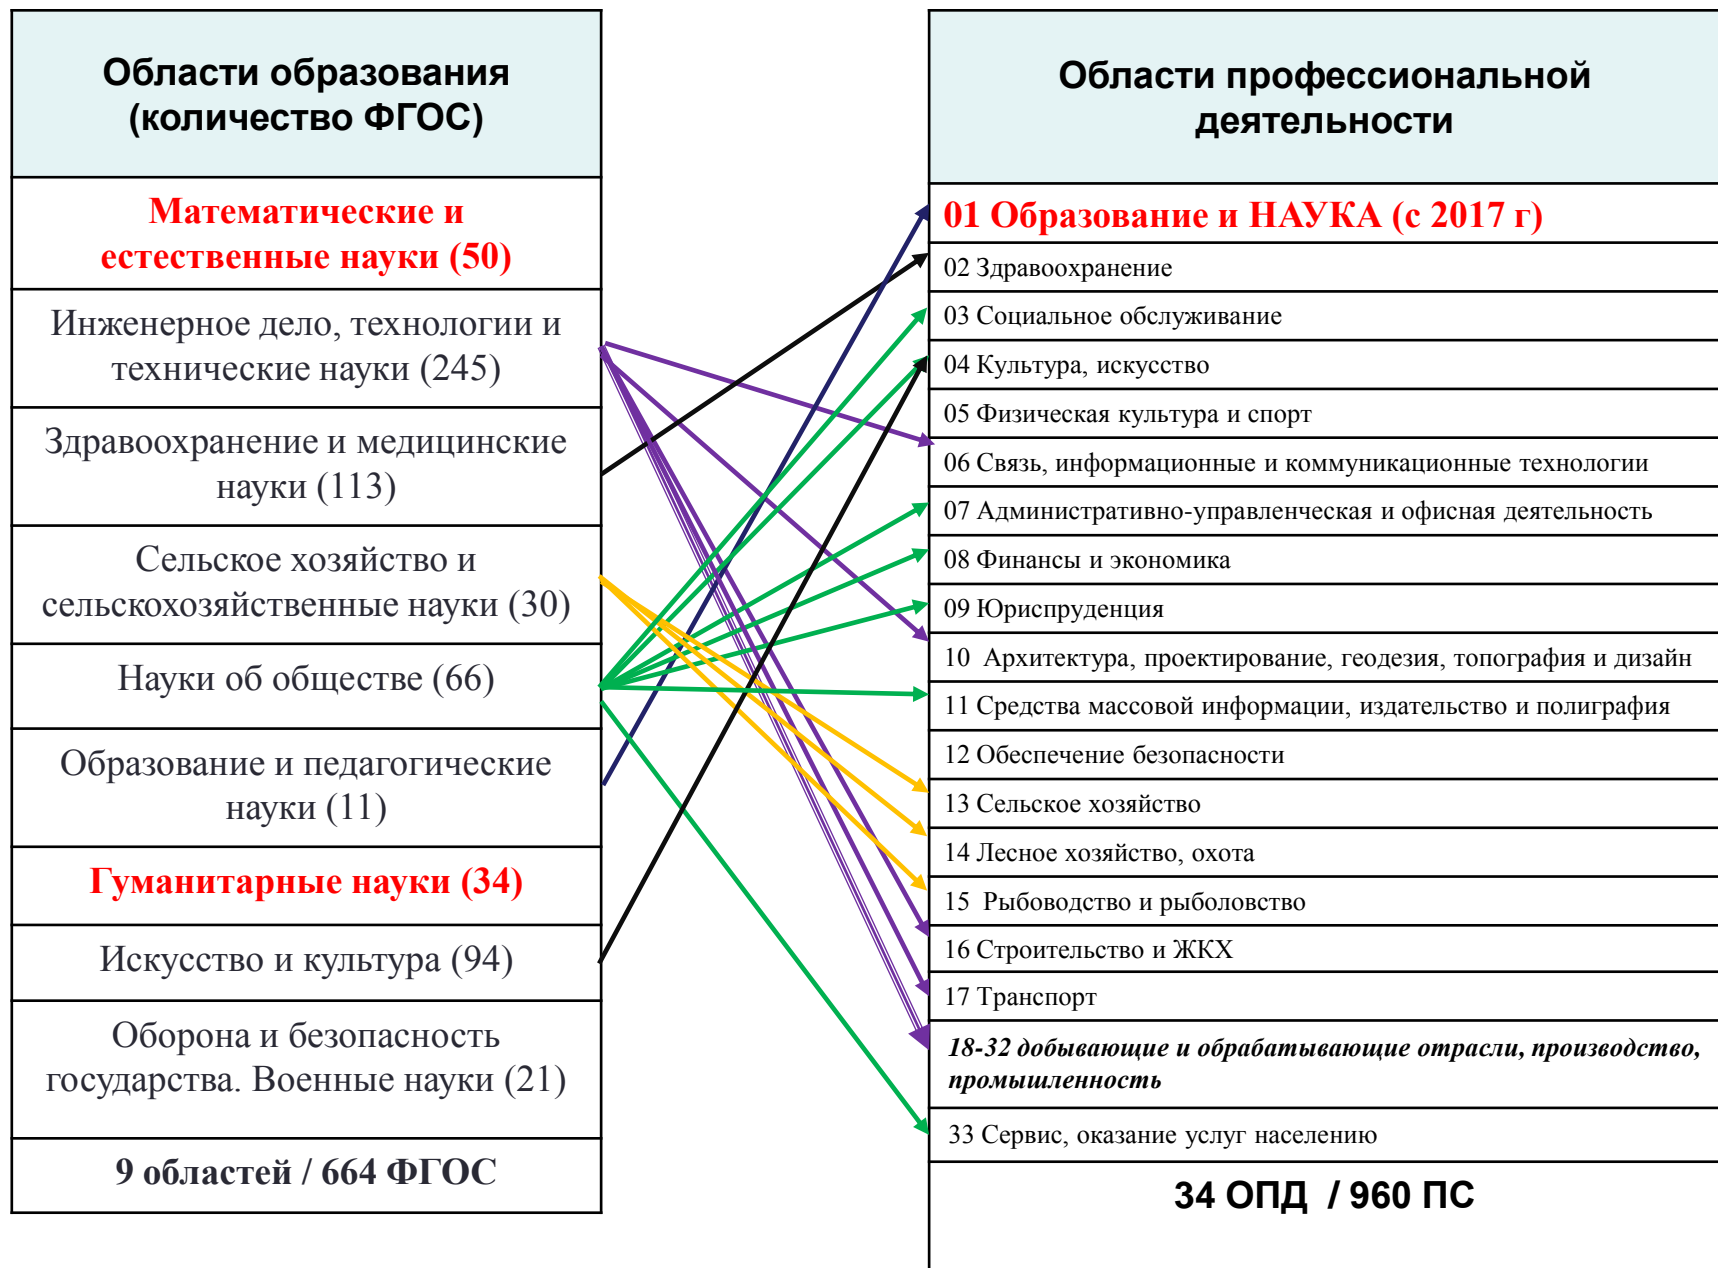 Области образования
(количество ФГОС)
Математические и
естественные науки (50)
Инженерное дело, технологии и
технические науки (245)
Здравоохранение и медицинские
науки (113)
Сельское хозяйство и
сельскохозяйственные науки (30)
Науки об обществе (66)
Образование и педагогические
науки (11)
Гуманитарные науки (34)
Искусство и культура (94)
Оборона и безопасность
государства. Военные науки (21)
9 областей / 664 ФГОС
Области профессиональной
деятельности
01 Образование и НАУКА (с 2017 г)
02 Здравоохранение
03 Социальное обслуживание
04 Культура, искусство
05 Физическая культура и спорт
06 Связь, информационные и коммуникационные технологии
07 Административно-управленческая и офисная деятельность
08 Финансы и экономика
09 Юриспруденция
10 Архитектура, проектирование, геодезия, топография и дизайн
11 Средства массовой информации, издательство и полиграфия
12 Обеспечение безопасности
13 Сельское хозяйство
14 Лесное хозяйство, охота
15 Рыбоводство и рыболовство
16 Строительство и ЖКХ
17 Транспорт
18-32 добывающие и обрабатывающие отрасли, производство,
промышленность
33 Сервис, оказание услуг населению
34 ОПД / 960 ПС